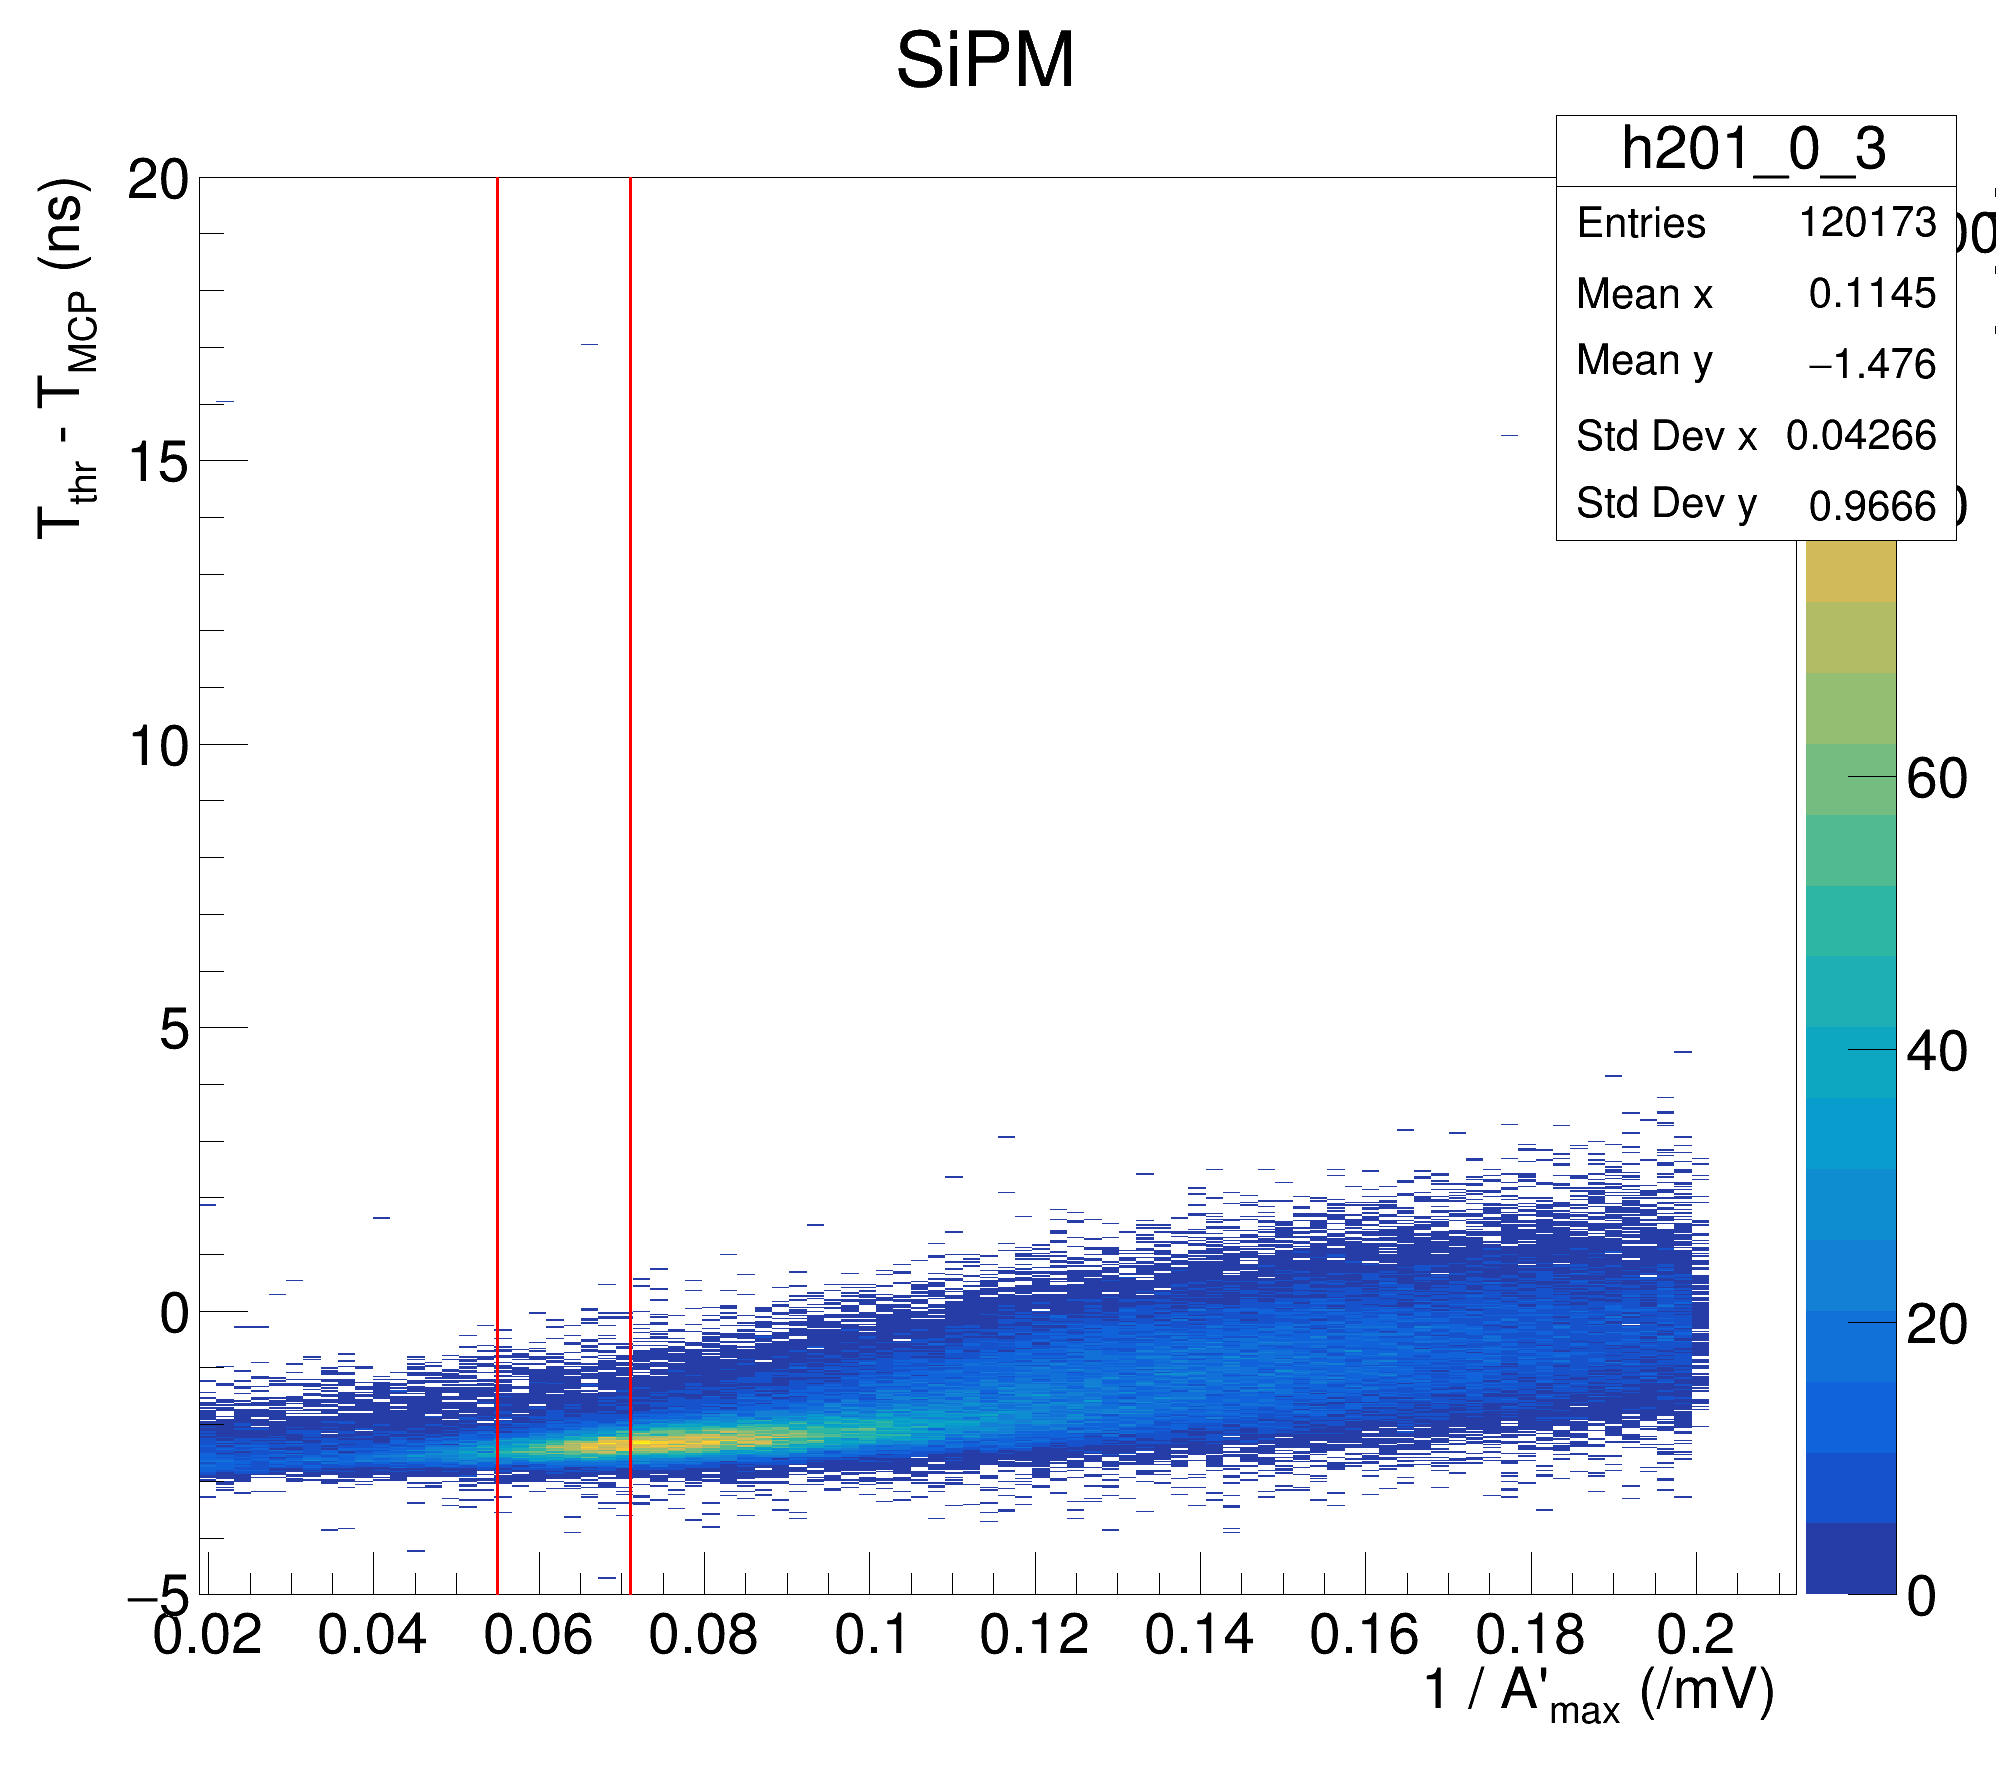 SiPM
h201_0_3
Entries 120173
Mean x 0.1145
Mean y −1.476
Std Dev x 0.04266
Std Dev y 0.9666
T_thr - T_MCP (ns)
20
15
10
5
0
−5
0.02 0.04 0.06 0.08 0.1 0.12 0.14 0.16 0.18 0.2
1 / A'_max (/mV)
60
40
20
0